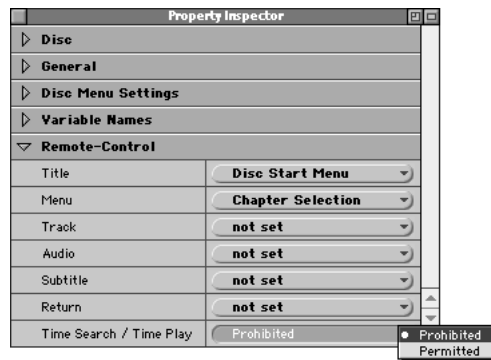 Property Inspector
Disc
General
Disc Menu Settings
Variable Names
Remote-Control
Title Disc Start Menu
Menu Chapter Selection
Track not set
Audio not set
Subtitle not set
Return not set
Time Search / Time Play Prohibited
Prohibited
Permitted